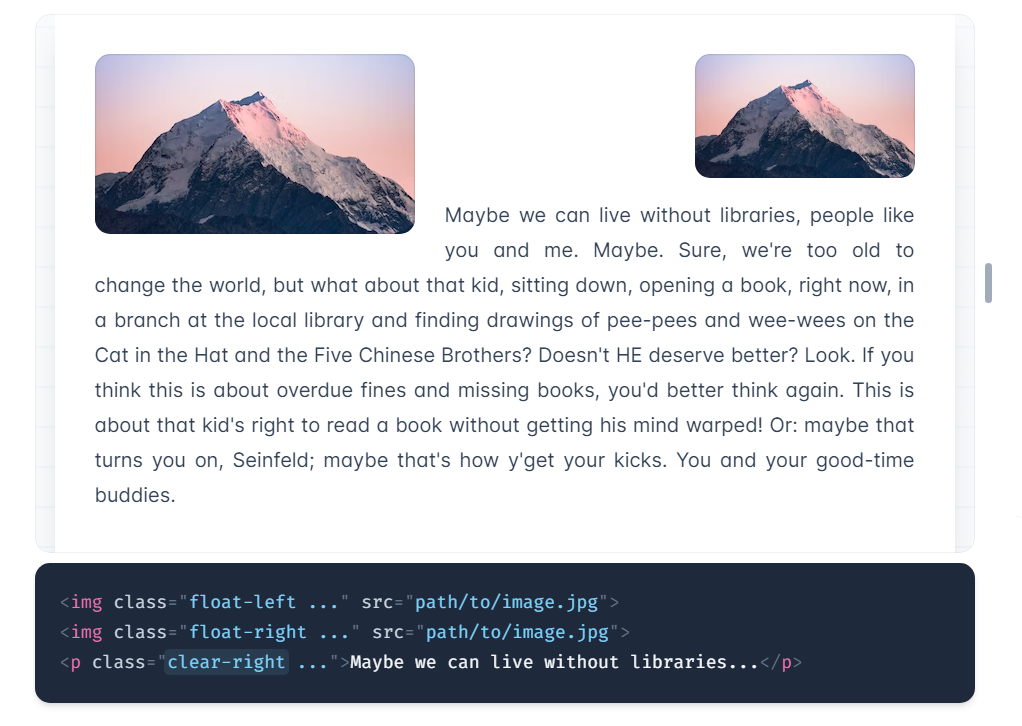 Maybe we can live without libraries, people like
you and me. Maybe. Sure, we're too old to
change the world, but what about that kid, sitting down, opening a book, right now, in
a branch at the local library and finding drawings of pee-pees and wee-wees on the
Cat in the Hat and the Five Chinese Brothers? Doesn't HE deserve better? Look. If you
think this is about overdue fines and missing books, you'd better think again. This is
about that kid's right to read a book without getting his mind warped! Or: maybe that
turns you on, Seinfeld; maybe that's how y'get your kicks. You and your good-time
buddies.
<img class="float-left ..." src="path/to/image.jpg">
<img class="float-right ..." src="path/to/image.jpg">
<p class="clear-right ...">Maybe we can live without libraries...</p>